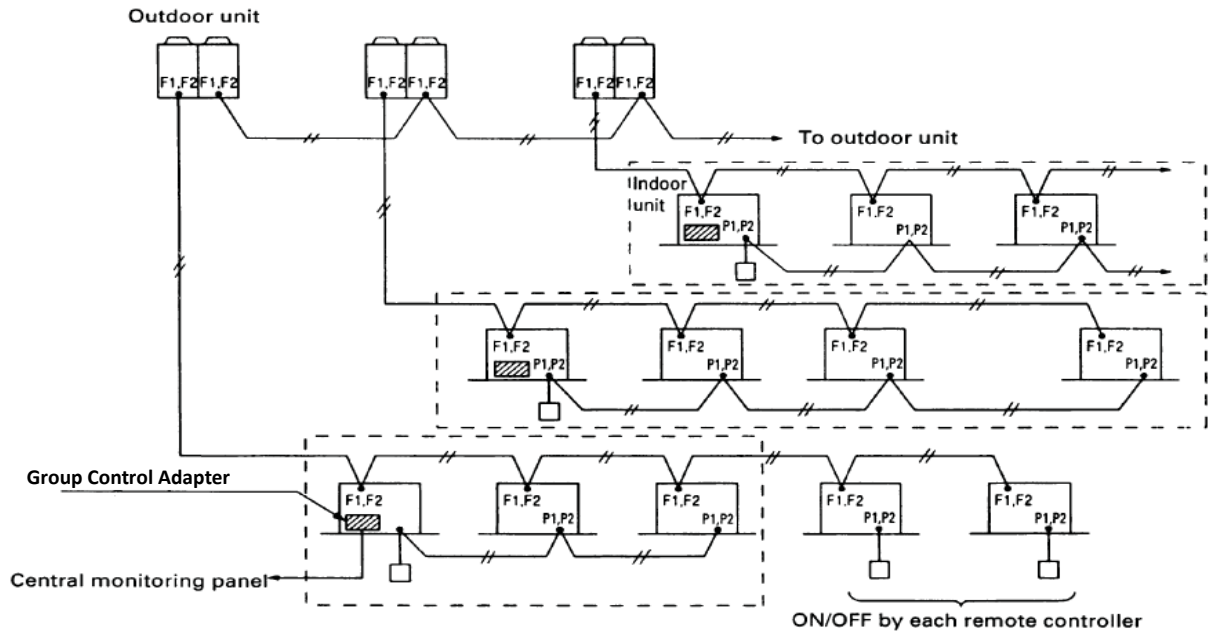 Outdoor unit
F1,F2 F1,F2
F1,F2 F1,F2
F1,F2 F1,F2
To outdoor unit
Indoor
unit
F1,F2
P1,P2
F1,F2
P1,P2
F1,F2
P1,P2
F1,F2
P1,P2
F1,F2
P1,P2
F1,F2
P1,P2
F1,F2
P1,P2
Group Control Adapter
F1,F2
F1,F2
P1,P2
F1,F2
P1,P2
F1,F2
P1,P2
F1,F2
P1,P2
Central monitoring panel
ON/OFF by each remote controller